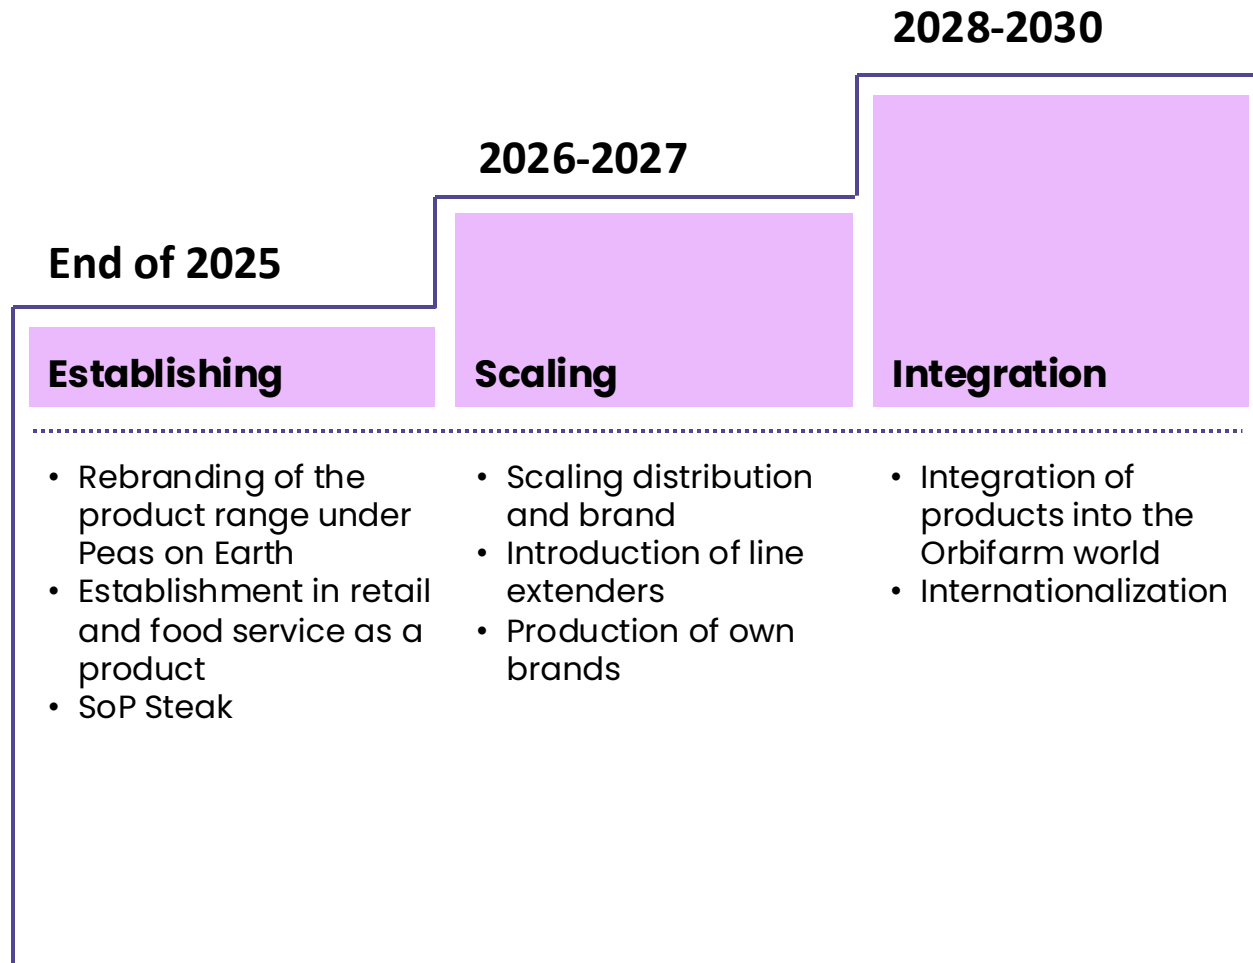 2028-2030
2026-2027
End of 2025
Establishing
Scaling
Integration
• Rebranding of the
product range under
Peas on Earth
• Establishment in retail
and food service as a
product
• SoP Steak
• Scaling distribution
and brand
• Introduction of line
extenders
• Production of own
brands
• Integration of
products into the
Orbifarm world
• Internationalization